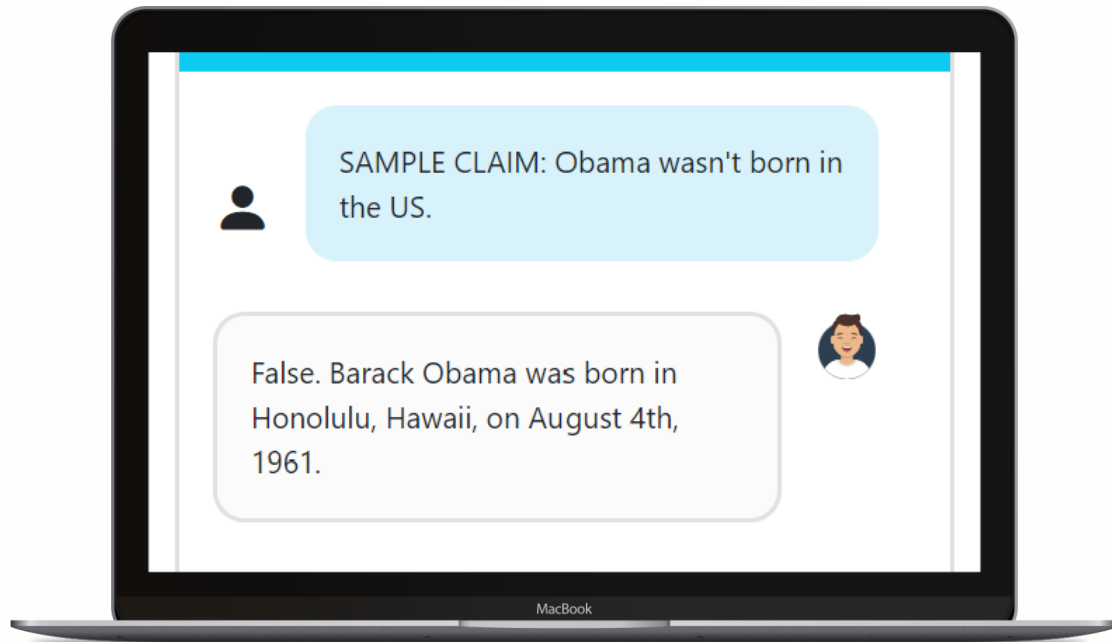 SAMPLE CLAIM: Obama wasn't born in
the US.
False. Barack Obama was born in
Honolulu, Hawaii, on August 4th,
1961.
MacBook